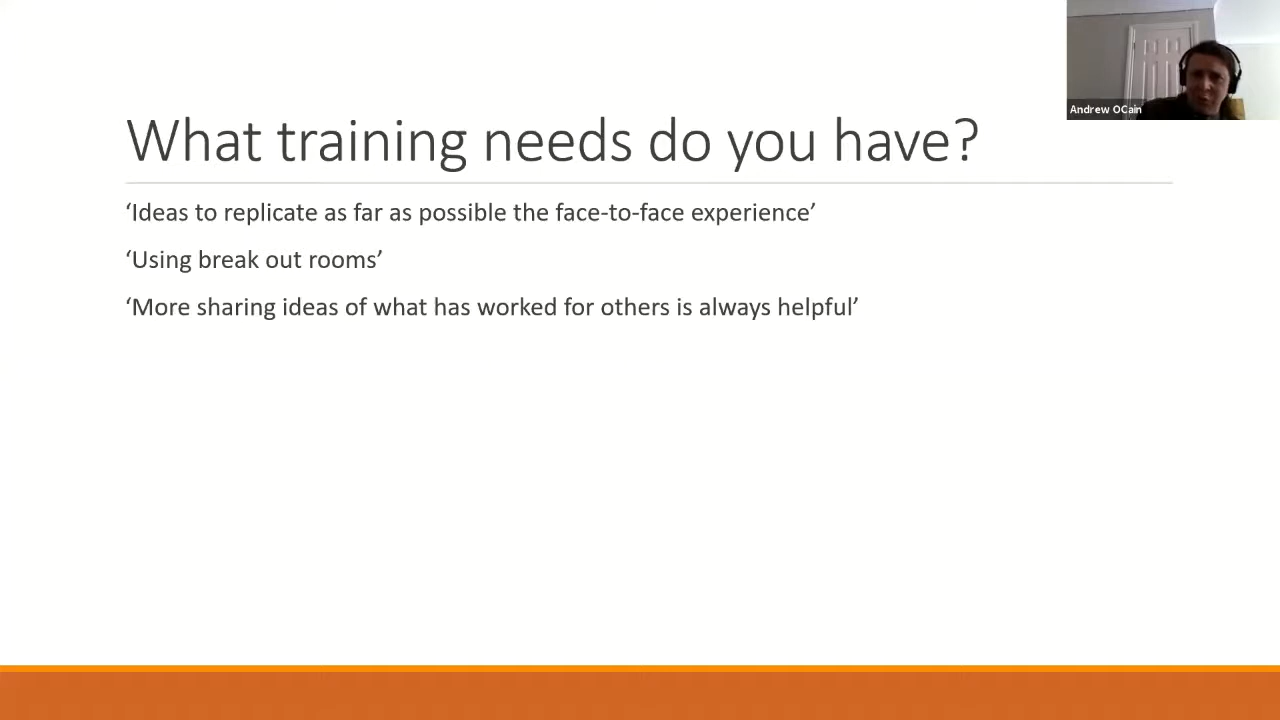 What training needs do you have?
‘Ideas to replicate as far as possible the face-to-face experience’
‘Using break out rooms’
‘More sharing ideas of what has worked for others is always helpful’
Andrew OCain